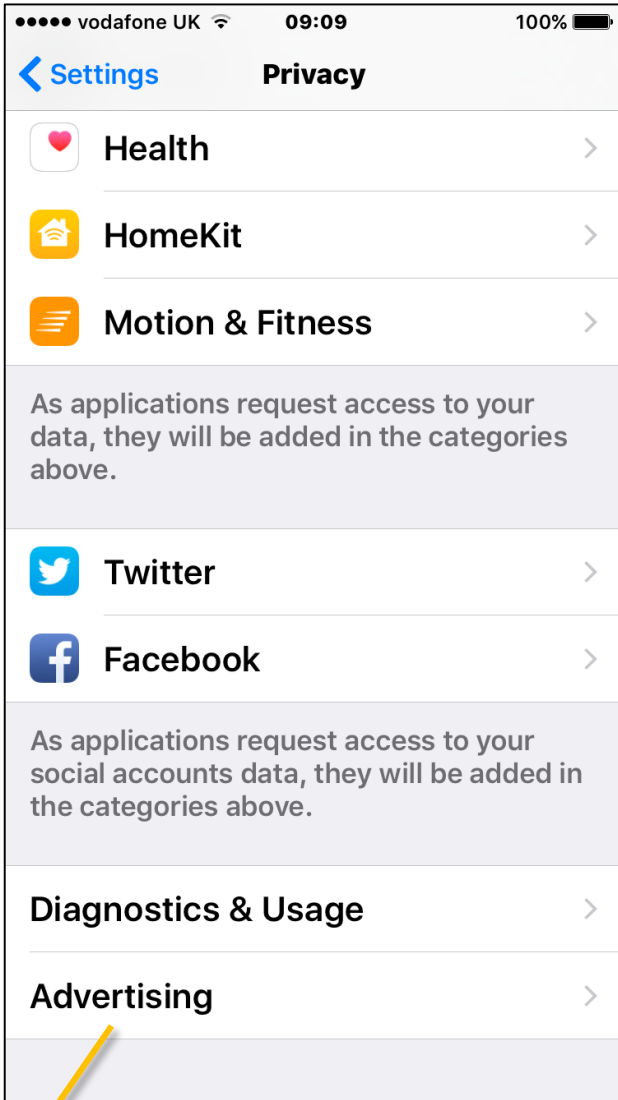 vodafone UK 09:09 100%
Settings Privacy
Health
HomeKit
Motion & Fitness
As applications request access to your
data, they will be added in the categories
above.
Twitter
Facebook
As applications request access to your
social accounts data, they will be added in
the categories above.
Diagnostics & Usage
Advertising